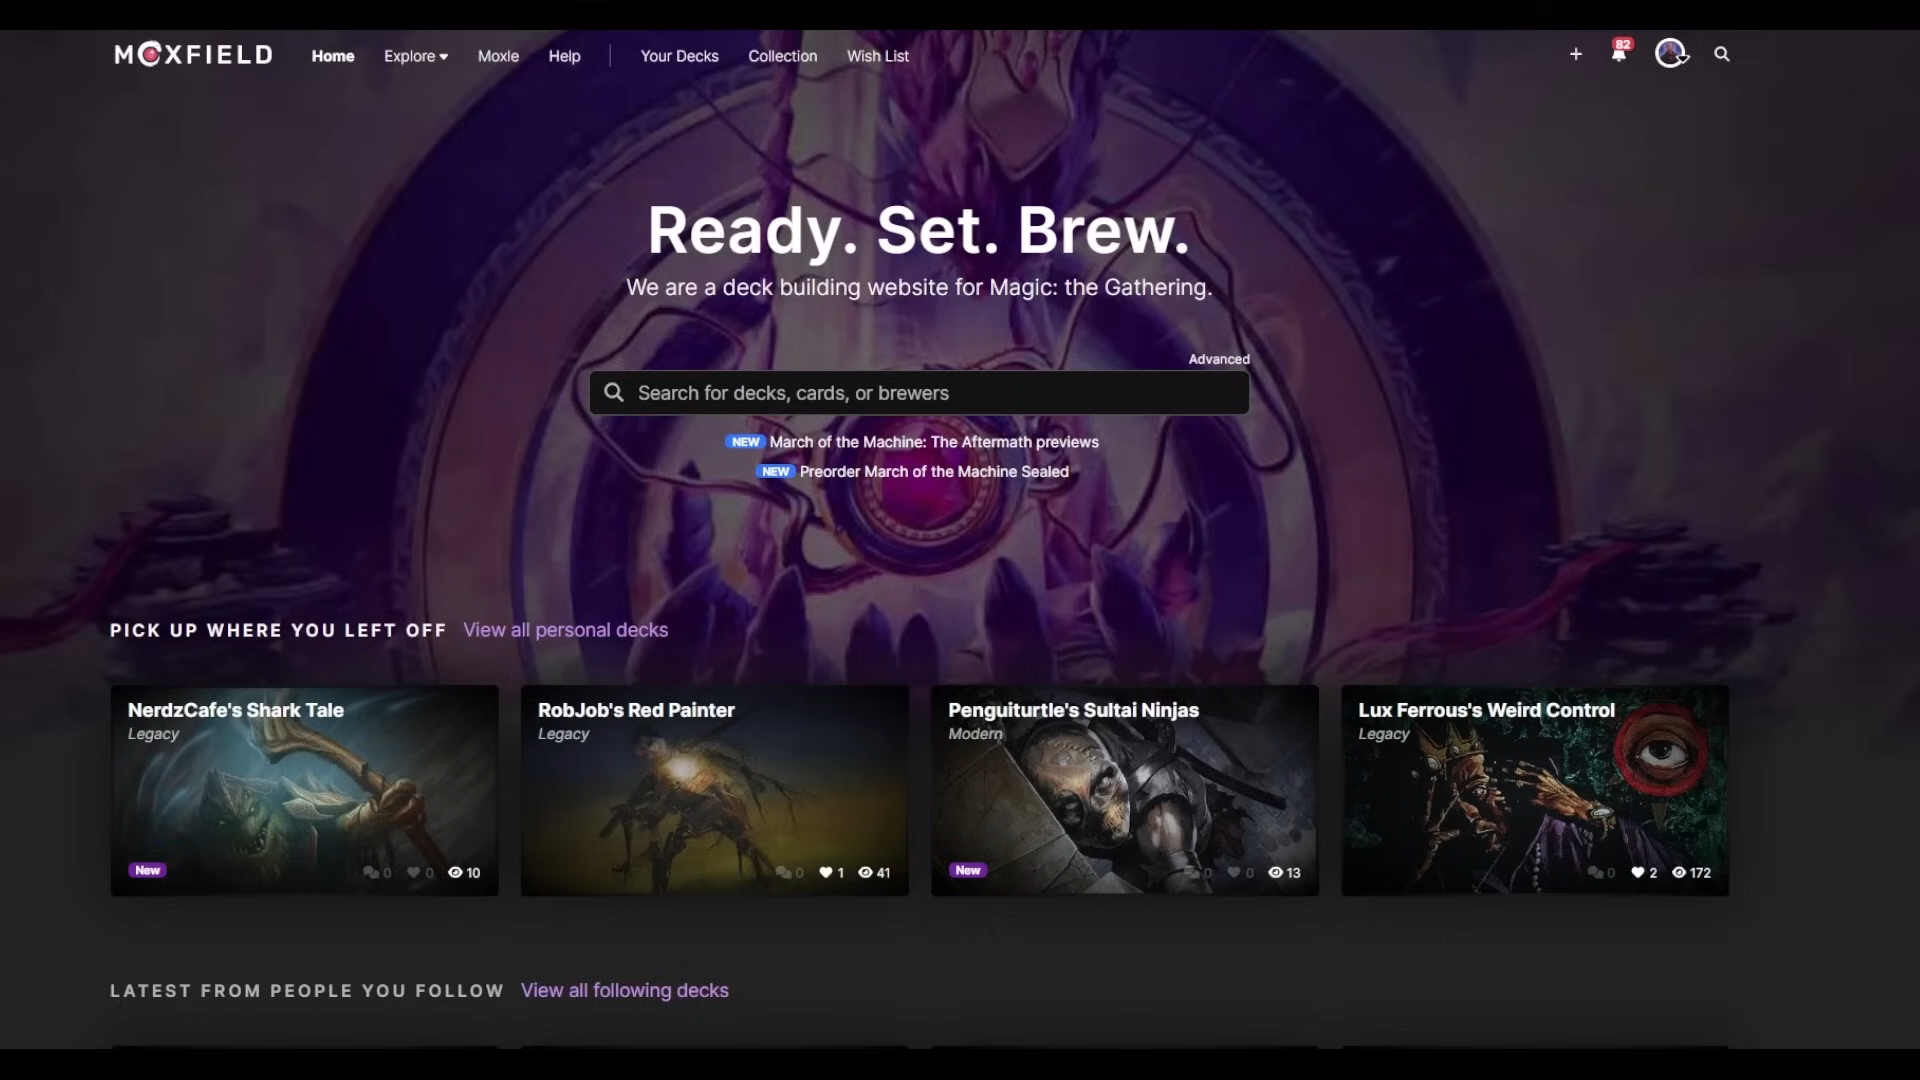 MOXFIELD Home Explore Moxle Help Your Decks Collection Wish List 82
Ready. Set. Brew.
We are a deck building website for Magic: the Gathering.
Advanced
Search for decks, cards, or brewers
NEW March of the Machine: The Aftermath previews
NEW Preorder March of the Machine Sealed
PICK UP WHERE YOU LEFT OFF View all personal decks
NerdzCafe's Shark Tale
Legacy
New 0 0 10
RobJob's Red Painter
Legacy
0 1 41
Penguiturtle's Sultai Ninjas
Modern
New 0 0 13
Lux Ferrous's Weird Control
Legacy
0 2 172
LATEST FROM PEOPLE YOU FOLLOW View all following decks